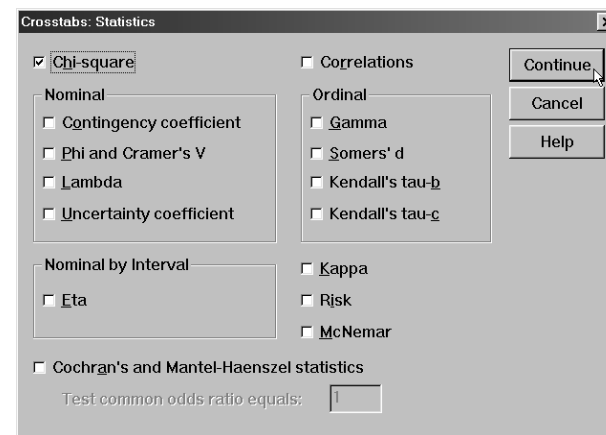 Crosstabs: Statistics
Chi-square
Correlations
Continue
Nominal
Ordinal
Cancel
Contingency coefficient
Gamma
Help
Phi and Cramer's V
Somers' d
Lambda
Kendall's tau-b
Uncertainty coefficient
Kendall's tau-c
Nominal by Interval
Kappa
Eta
Risk
McNemar
Cochran's and Mantel-Haenszel statistics
Test common odds ratio equals: 1